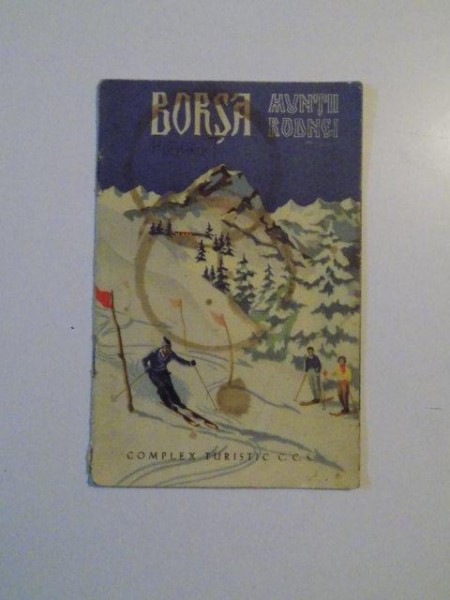 BORȘA
MUNȚII
RODNEI
COMPLEX TURISTIC C.C.S.